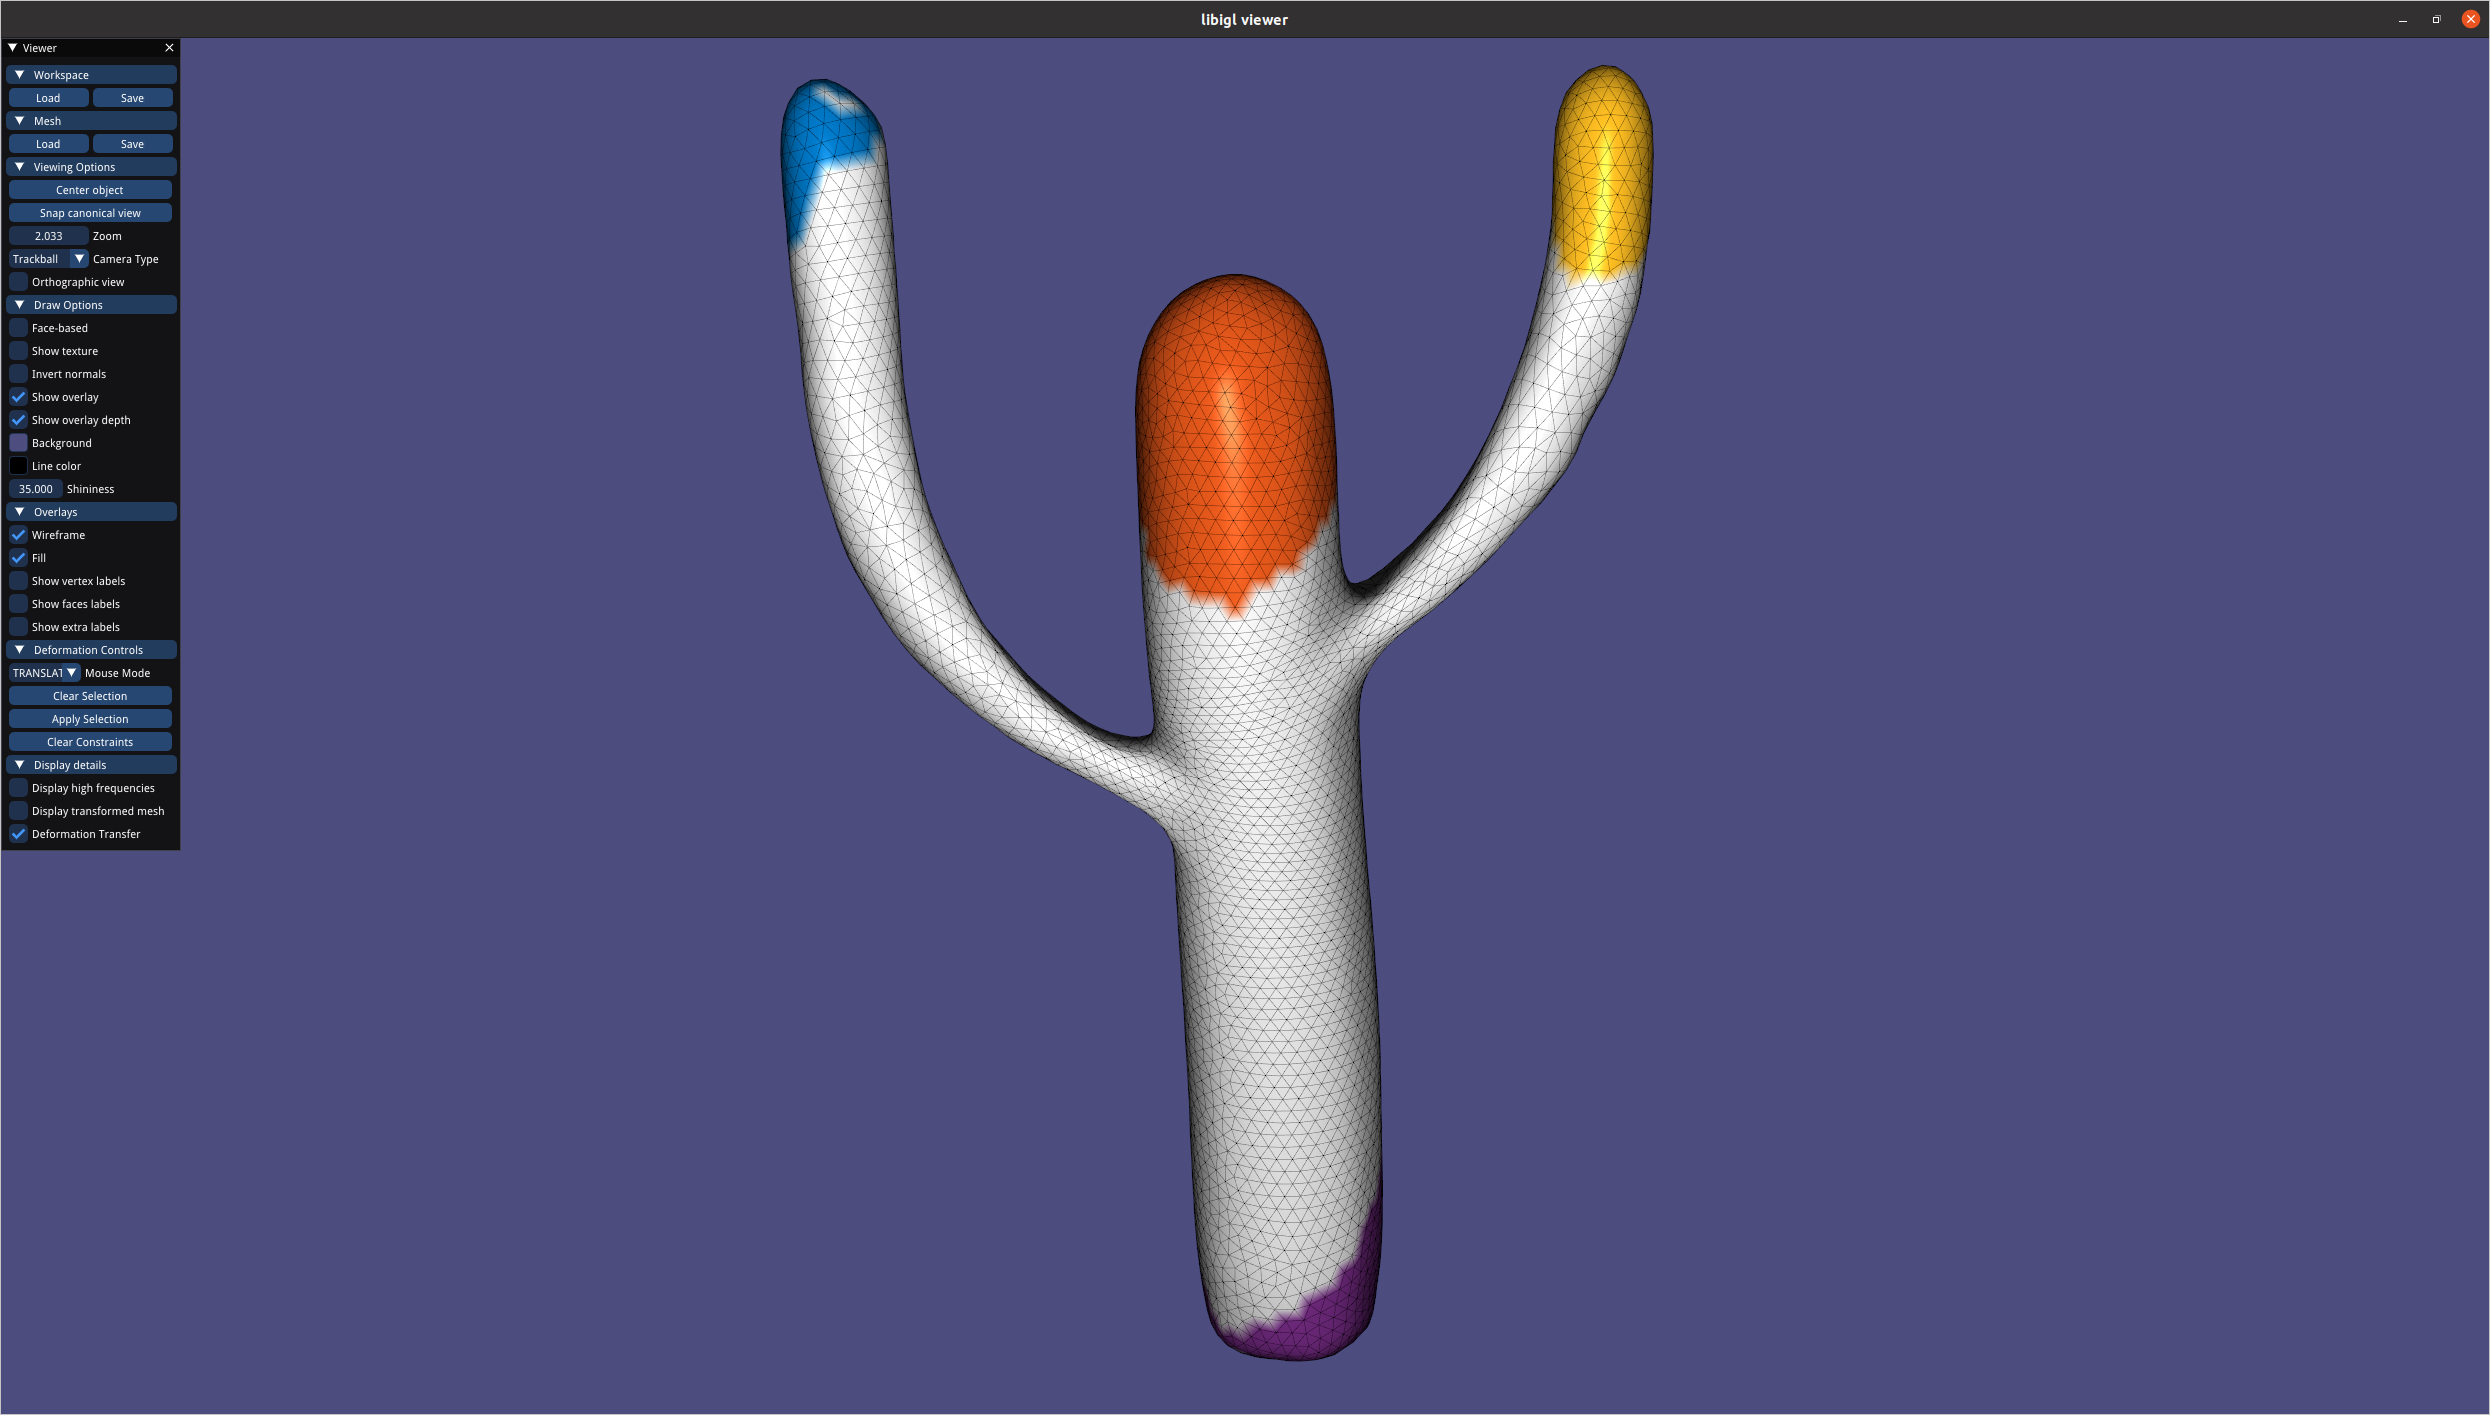 libigl viewer
Viewer
Workspace
Load Save
Mesh
Load Save
Viewing Options
Center object
Snap canonical view
2.033 Zoom
Trackball Camera Type
Orthographic view
Draw Options
Face-based
Show texture
Invert normals
Show overlay
Show overlay depth
Background
Line color
35.000 Shininess
Overlays
Wireframe
Fill
Show vertex labels
Show faces labels
Show extra labels
Deformation Controls
TRANSLAT Mouse Mode
Clear Selection
Apply Selection
Clear Constraints
Display details
Display high frequencies
Display transformed mesh
Deformation Transfer